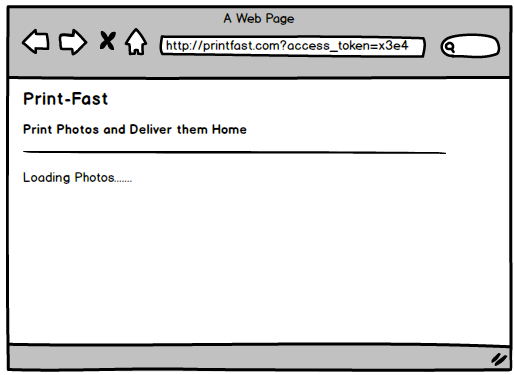 A Web Page
http://printfast.com?access_token=x3e4
Print-Fast
Print Photos and Deliver them Home
Loading Photos.......